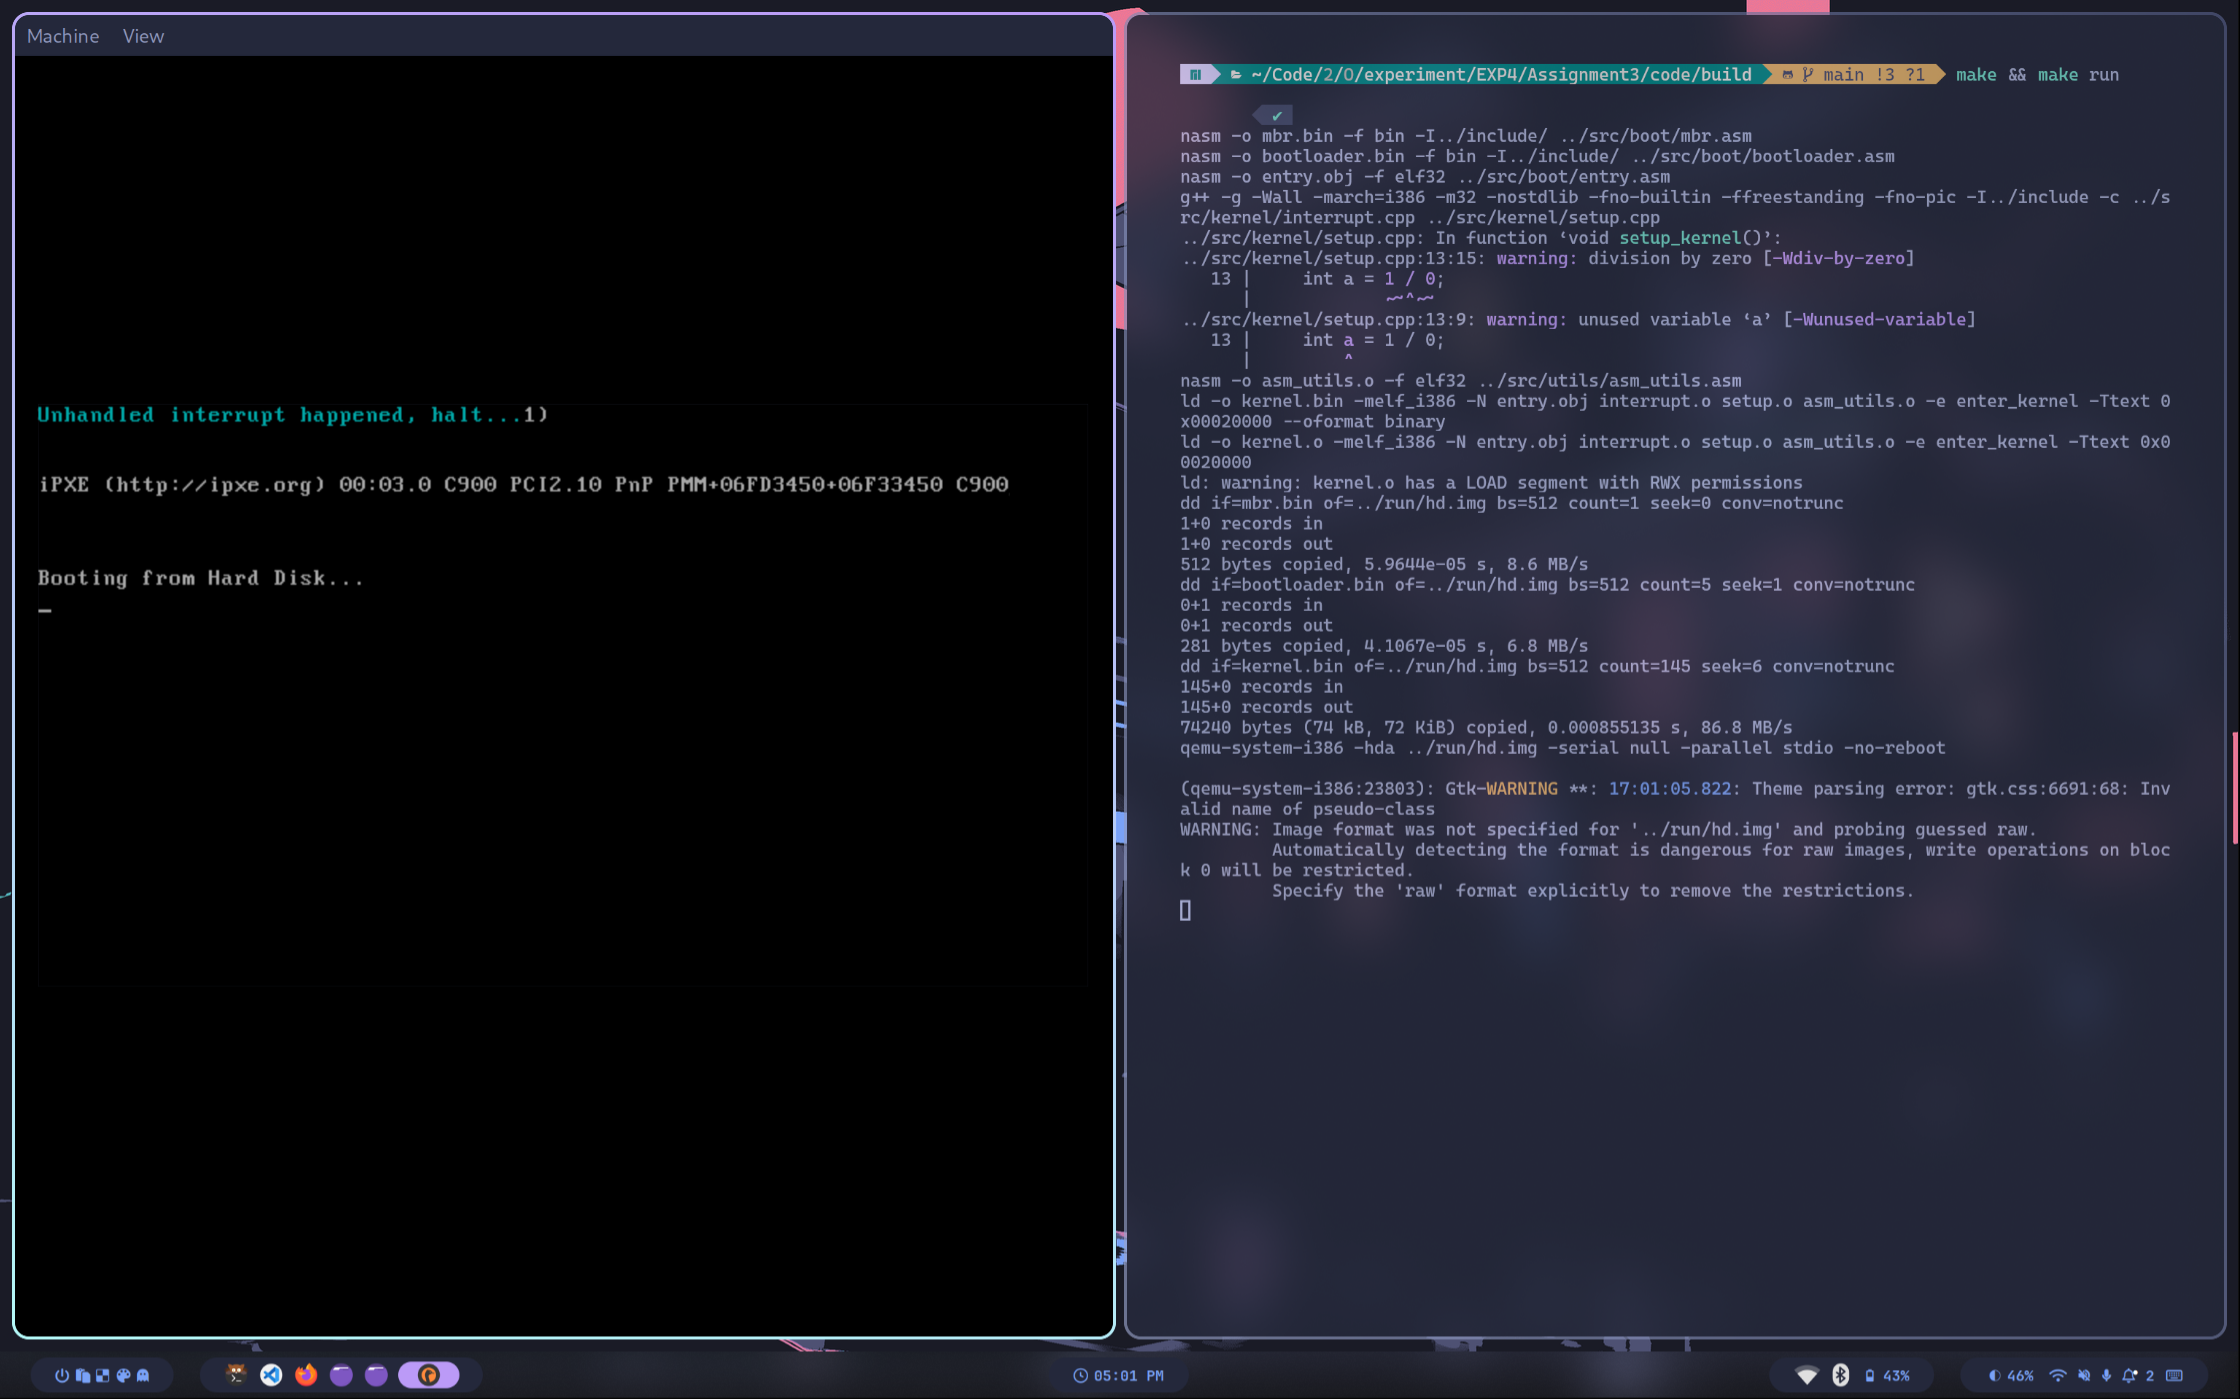 Machine View
Unhandled interrupt happened, halt...1)
iPXE (http://ipxe.org) 00:03.0 C900 PCI2.10 PnP PMM+06FD3450+06F33450 C900
Booting from Hard Disk...
~/Code/2/O/experiment/EXP4/Assignment3/code/build main !3 ?1 make && make run
✔
nasm -o mbr.bin -f bin -I../include/ ../src/boot/mbr.asm
nasm -o bootloader.bin -f bin -I../include/ ../src/boot/bootloader.asm
nasm -o entry.obj -f elf32 ../src/boot/entry.asm
g++ -g -Wall -march=i386 -m32 -nostdlib -fno-builtin -ffreestanding -fno-pic -I../include -c ../s
rc/kernel/interrupt.cpp ../src/kernel/setup.cpp
../src/kernel/setup.cpp: In function ‘void setup_kernel()’:
../src/kernel/setup.cpp:13:15: warning: division by zero [-Wdiv-by-zero]
13 | int a = 1 / 0;
| ~~^~~
../src/kernel/setup.cpp:13:9: warning: unused variable ‘a’ [-Wunused-variable]
13 | int a = 1 / 0;
| ^
nasm -o asm_utils.o -f elf32 ../src/utils/asm_utils.asm
ld -o kernel.bin -melf_i386 -N entry.obj interrupt.o setup.o asm_utils.o -e enter_kernel -Ttext 0
x00020000 --oformat binary
ld -o kernel.o -melf_i386 -N entry.obj interrupt.o setup.o asm_utils.o -e enter_kernel -Ttext 0x0
0020000
ld: warning: kernel.o has a LOAD segment with RWX permissions
dd if=mbr.bin of=../run/hd.img bs=512 count=1 seek=0 conv=notrunc
1+0 records in
1+0 records out
512 bytes copied, 5.9644e-05 s, 8.6 MB/s
dd if=bootloader.bin of=../run/hd.img bs=512 count=5 seek=1 conv=notrunc
0+1 records in
0+1 records out
281 bytes copied, 4.1067e-05 s, 6.8 MB/s
dd if=kernel.bin of=../run/hd.img bs=512 count=145 seek=6 conv=notrunc
145+0 records in
145+0 records out
74240 bytes (74 kB, 72 KiB) copied, 0.000855135 s, 86.8 MB/s
qemu-system-i386 -hda ../run/hd.img -serial null -parallel stdio -no-reboot
(qemu-system-i386:23803): Gtk-WARNING **: 17:01:05.822: Theme parsing error: gtk.css:6691:68: Inv
alid name of pseudo-class
WARNING: Image format was not specified for '../run/hd.img' and probing guessed raw.
Automatically detecting the format is dangerous for raw images, write operations on bloc
k 0 will be restricted.
Specify the 'raw' format explicitly to remove the restrictions.
05:01 PM
43%
46%
2